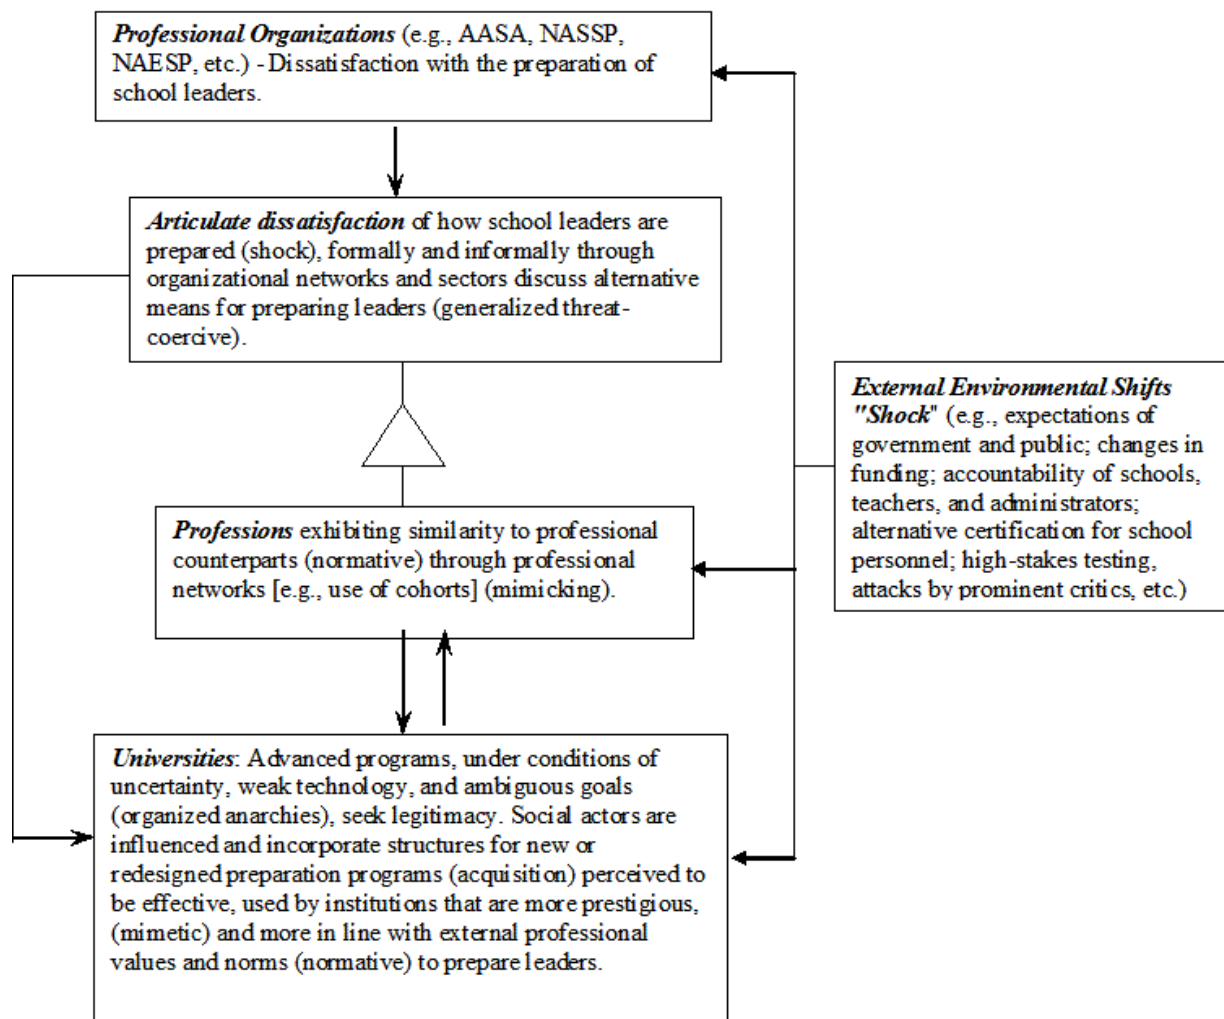 Professional Organizations (e.g., AASA, NASSP,
NAESP, etc.) - Dissatisfaction with the preparation of
school leaders.
Articulate dissatisfaction of how school leaders are
prepared (shock), formally and informally through
organizational networks and sectors discuss alternative
means for preparing leaders (generalized threat-
coercive).
External Environmental Shifts
"Shock" (e.g., expectations of
government and public; changes in
funding; accountability of schools,
teachers, and administrators;
alternative certification for school
personnel; high-stakes testing,
attacks by prominent critics, etc.)
Professions exhibiting similarity to professional
counterparts (normative) through professional
networks [e.g., use of cohorts] (mimicking).
Universities: Advanced programs, under conditions of
uncertainty, weak technology, and ambiguous goals
(organized anarchies), seek legitimacy. Social actors are
influenced and incorporate structures for new or
redesigned preparation programs (acquisition) perceived to
be effective, used by institutions that are more prestigious,
(mimetic) and more in line with external professional
values and norms (normative) to prepare leaders.